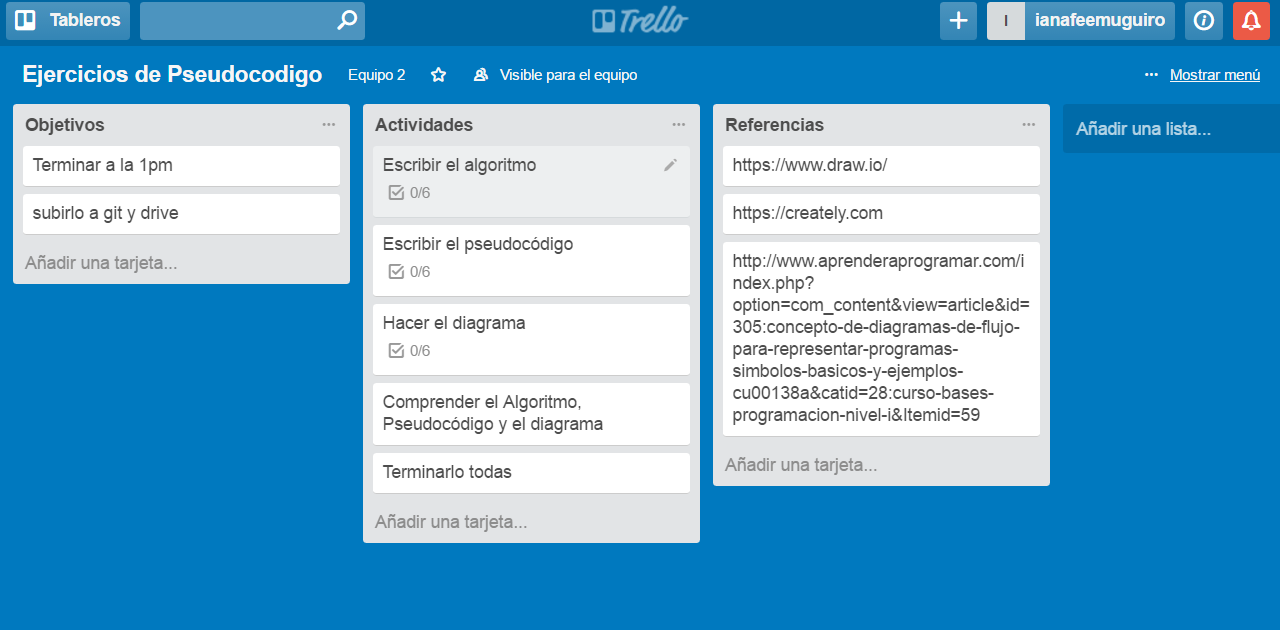 Tableros
Trello
I
ianafeemuguiro
Ejercicios de Pseudocodigo
Equipo 2
Visible para el equipo
Mostrar menú
Objetivos
Terminar a la 1pm
subirlo a git y drive
Añadir una tarjeta...
Actividades
Escribir el algoritmo
0/6
Escribir el pseudocódigo
0/6
Hacer el diagrama
0/6
Comprender el Algoritmo,
Pseudocódigo y el diagrama
Terminarlo todas
Añadir una tarjeta...
Referencias
https://www.draw.io/
https://creately.com
http://www.aprenderaprogramar.com/i
ndex.php?
option=com_content&view=article&id=
305:concepto-de-diagramas-de-flujo-
para-representar-programas-
simbolos-basicos-y-ejemplos-
cu00138a&catid=28:curso-bases-
programacion-nivel-i&Itemid=59
Añadir una tarjeta...
Añadir una lista...